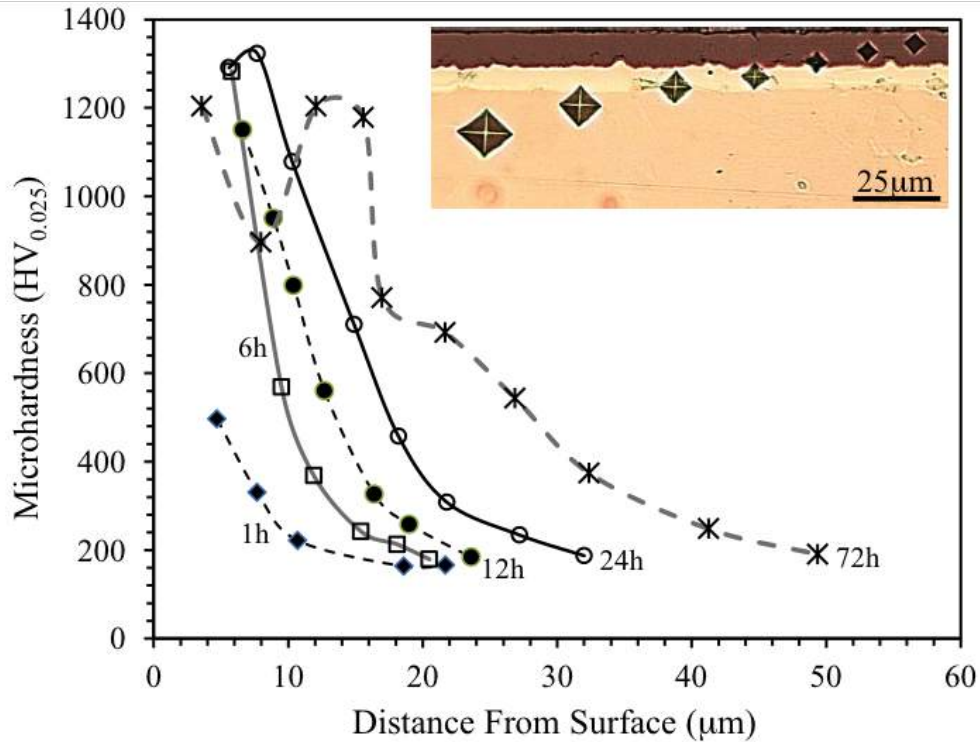 1400
1200
1000
800
600
400
200
0
Microhardness (HV0.025)
25μm
6h
1h
12h
24h
72h
0 10 20 30 40 50 60
Distance From Surface (μm)